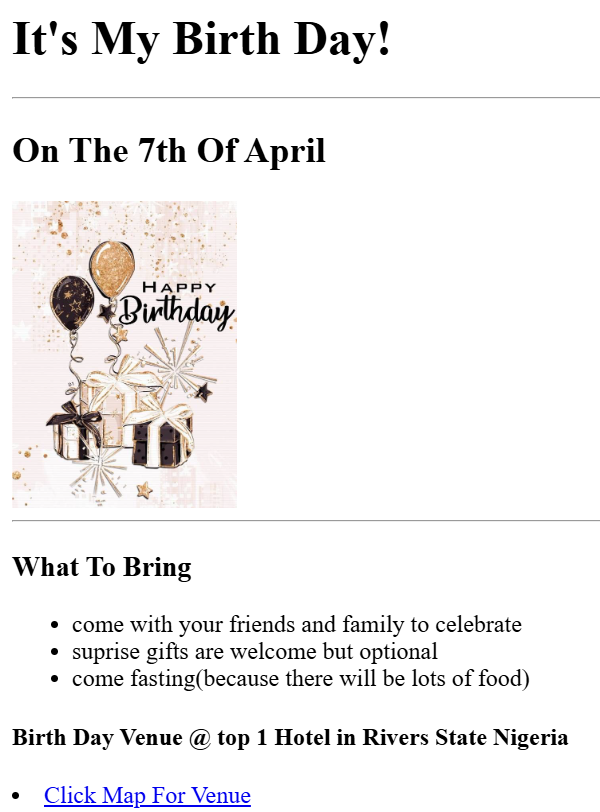 It's My Birth Day!
On The 7th Of April
HAPPY
Birthday
What To Bring
• come with your friends and family to celebrate
• suprise gifts are welcome but optional
• come fasting(because there will be lots of food)
Birth Day Venue @ top 1 Hotel in Rivers State Nigeria
• Click Map For Venue